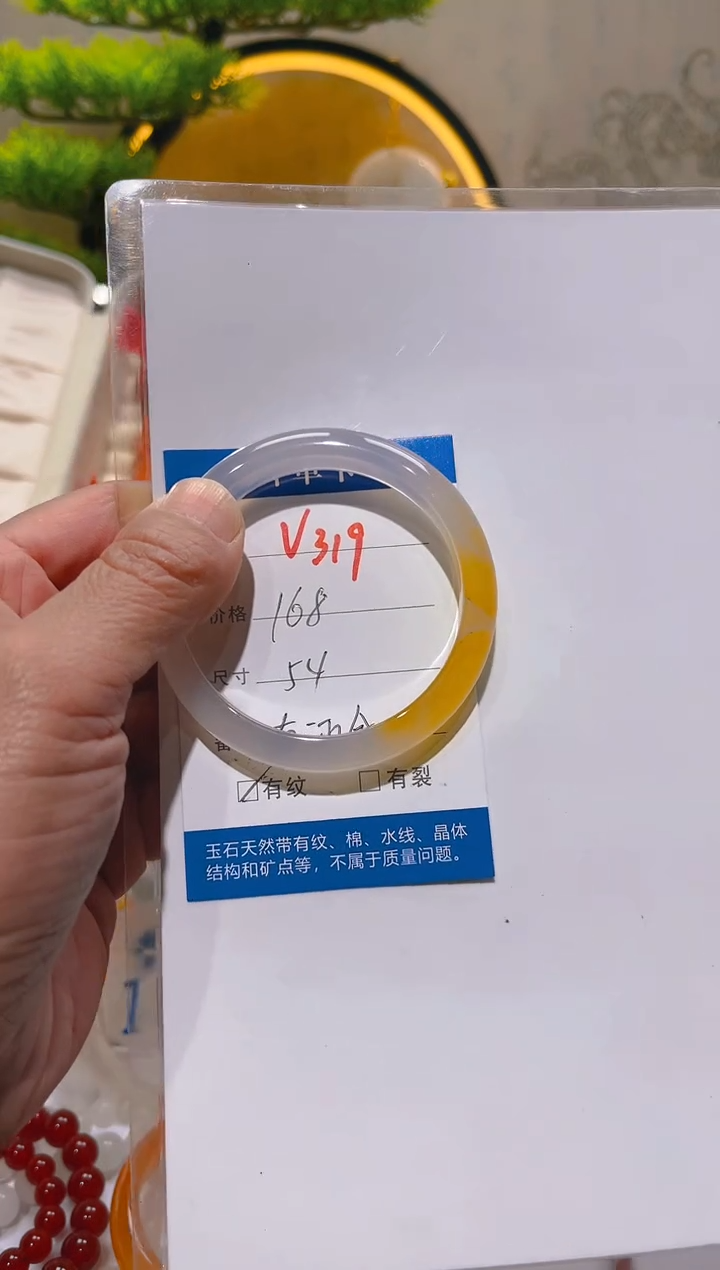 V319
价格 168
尺寸 54
☑有纹 ☐有裂
玉石天然带有纹、棉、水线、晶体
结构和矿点等，不属于质量问题。